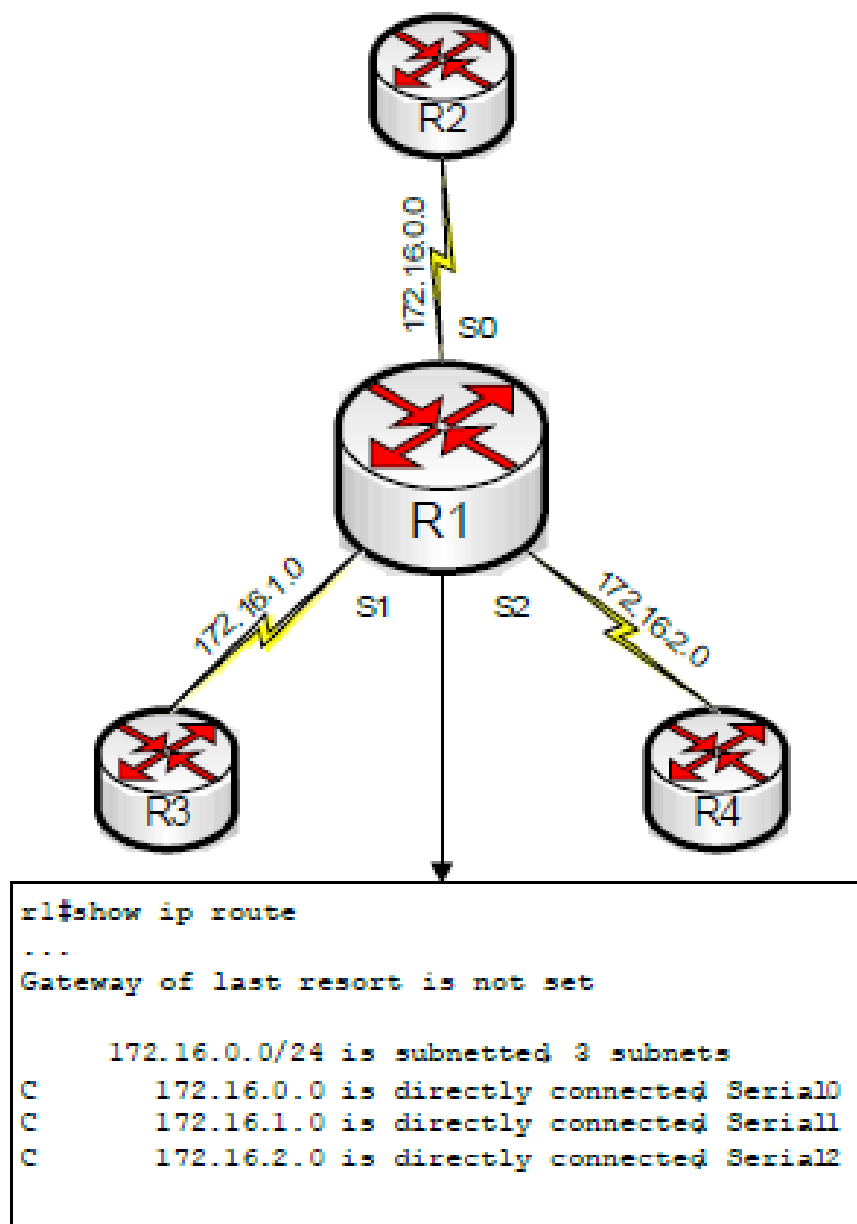 R2
172.16.0.0
S0
R1
172.16.1.0
S1
S2
172.16.2.0
R3
R4
r1#show ip route
...
Gateway of last resort is not set
172.16.0.0/24 is subnetted, 3 subnets
C 172.16.0.0 is directly connected, Serial0
C 172.16.1.0 is directly connected, Serial1
C 172.16.2.0 is directly connected, Serial2